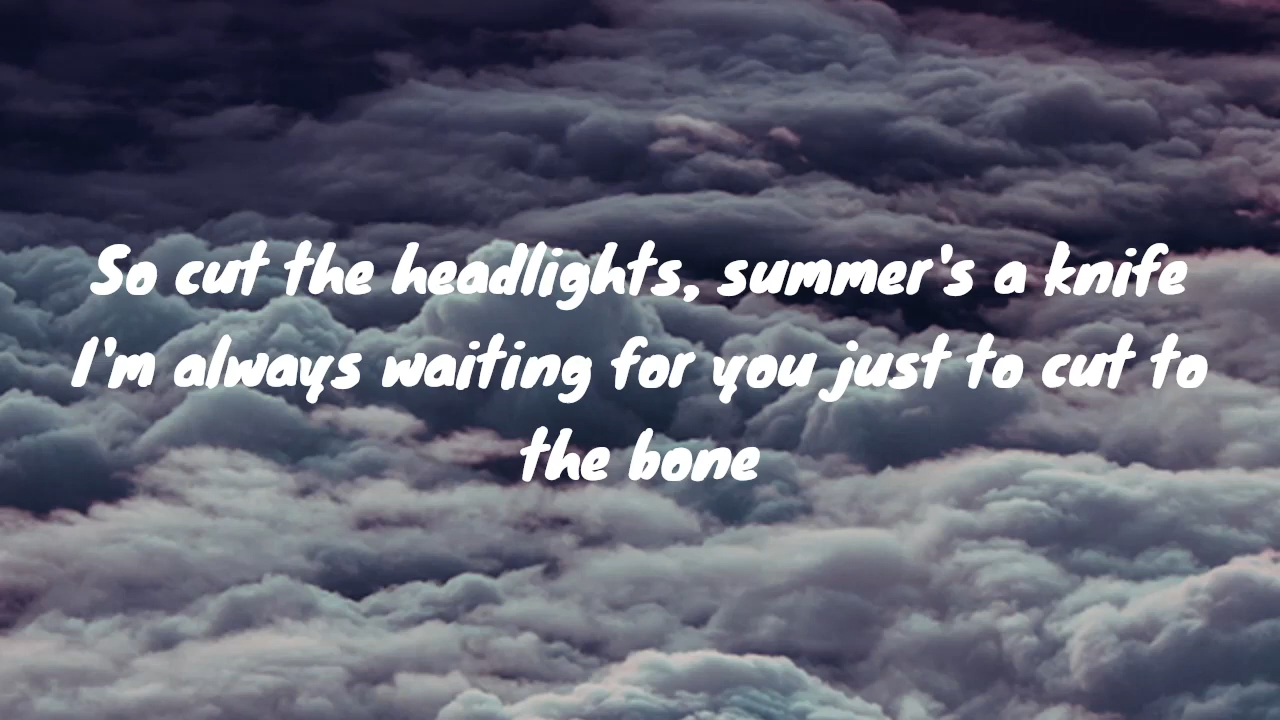 So cut the headlights, summer's a knife
I'm always waiting for you just to cut to
the bone